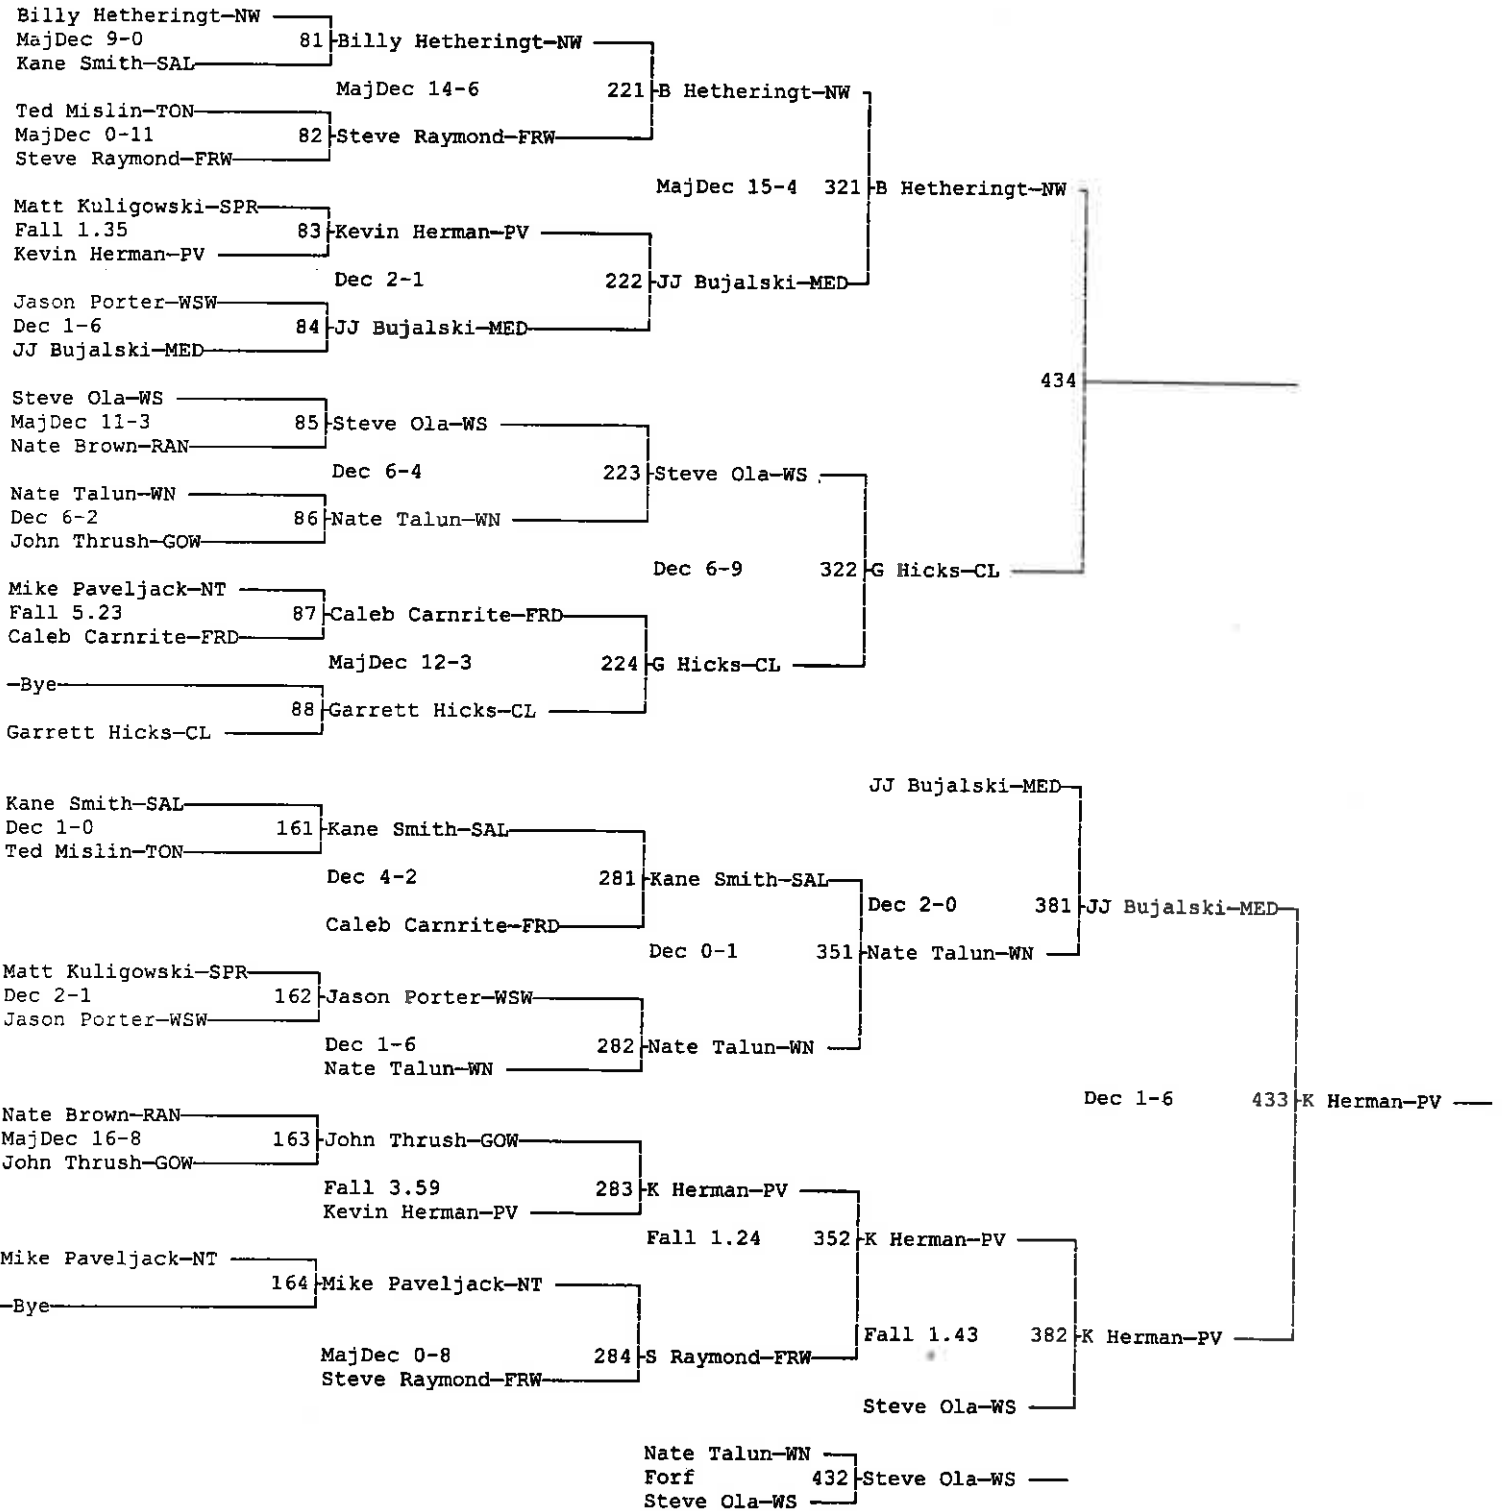 Billy Hetheringt-NW
MajDec 9-0 81 Billy Hetheringt-NW
Kane Smith-SAL
MajDec 14-6 221 B Hetheringt-NW
Ted Mislin-TON
MajDec 0-11 82 Steve Raymond-FRW
Steve Raymond-FRW
MajDec 15-4 321 B Hetheringt-NW
Matt Kuligowski-SPR
Fall 1.35 83 Kevin Herman-PV
Kevin Herman-PV
Dec 2-1 222 JJ Bujalski-MED
Jason Porter-WSW
Dec 1-6 84 JJ Bujalski-MED
JJ Bujalski-MED
434
Steve Ola-WS
MajDec 11-3 85 Steve Ola-WS
Nate Brown-RAN
Dec 6-4 223 Steve Ola-WS
Nate Talun-WN
Dec 6-2 86 Nate Talun-WN
John Thrush-GOW
Dec 6-9 322 G Hicks-CL
Mike Paveljack-NT
Fall 5.23 87 Caleb Carnrite-FRD
Caleb Carnrite-FRD
MajDec 12-3 224 G Hicks-CL
-Bye
88 Garrett Hicks-CL
Garrett Hicks-CL
JJ Bujalski-MED
Kane Smith-SAL
Dec 1-0 161 Kane Smith-SAL
Ted Mislin-TON
Dec 4-2 281 Kane Smith-SAL
Dec 2-0 381 JJ Bujalski-MED
Caleb Carnrite-FRD
Dec 0-1 351 Nate Talun-WN
Matt Kuligowski-SPR
Dec 2-1 162 Jason Porter-WSW
Jason Porter-WSW
Dec 1-6 282 Nate Talun-WN
Nate Talun-WN
Dec 1-6 433 K Herman-PV
Nate Brown-RAN
MajDec 16-8 163 John Thrush-GOW
John Thrush-GOW
Fall 3.59 283 K Herman-PV
Kevin Herman-PV
Fall 1.24 352 K Herman-PV
Mike Paveljack-NT
164 Mike Paveljack-NT
-Bye
Fall 1.43 382 K Herman-PV
MajDec 0-8 284 S Raymond-FRW
Steve Raymond-FRW
Steve Ola-WS
Nate Talun-WN
Forf 432 Steve Ola-WS
Steve Ola-WS